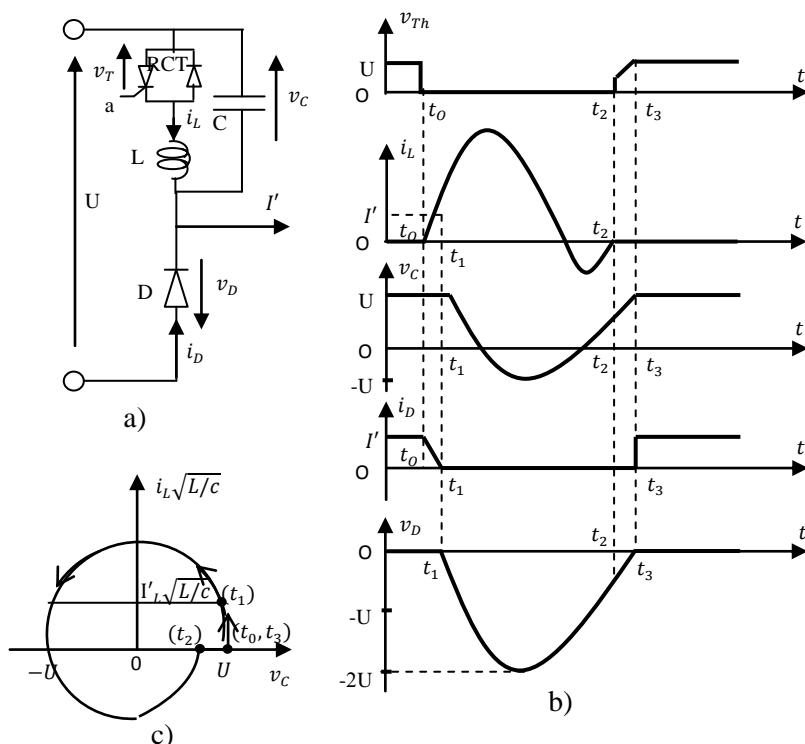 v_T
RCT
a
i_L
C
v_C
L
U
I′
D
v_D
i_D
a)
v_Th
U
O
t
t_O
t_2
t_3
i_L
I′
t_O
O
t_1
t_2
t
v_C
U
O
-U
t_1
t_2
t_3
t
i_D
I′
t_O
O
t_1
t_3
t
v_D
O
t_1
t_2
t_3
t
-U
-2U
b)
i_L√L/c
I′_L√L/c
(t_1)
(t_2)
(t_0, t_3)
−U
0
U
v_C
c)